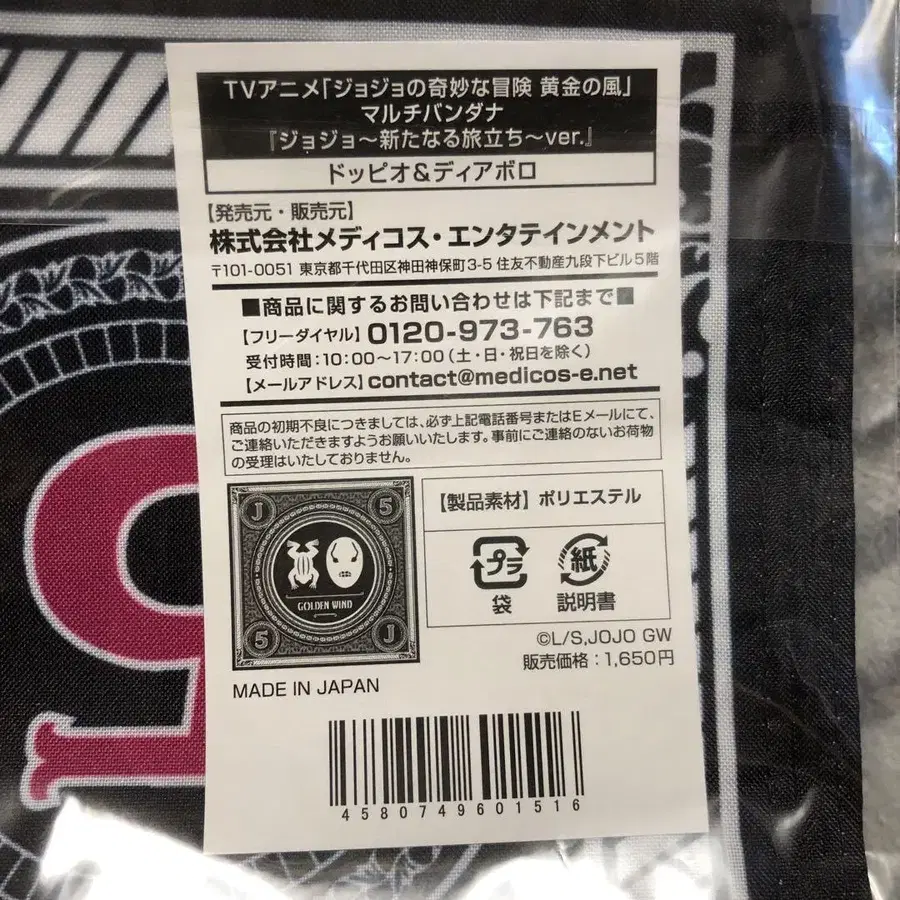 TVアニメ「ジョジョの奇妙な冒険 黄金の風」
マルチバンダナ
『ジョジョ～新たなる旅立ち～ver.』
ドッピオ&ディアボロ
【発売元・販売元】
株式会社メディコス・エンタテインメント
〒101-0051 東京都千代田区神田神保町3-5 住友不動産九段下ビル5階
■商品に関するお問い合わせは下記まで■
【フリーダイヤル】0120-973-763
受付時間:10:00～17:00(土・日・祝日を除く)
【メールアドレス】contact@medicos-e.net
商品の初期不良につきましては、必ず上記電話番号またはEメールにて、
ご連絡いただきますようお願いいたします。事前にご連絡のないお荷物
の受理はいたしておりません。
J 5
GOLDEN WIND
5 J
【製品素材】ポリエステル
プラ 紙
袋 説明書
©L/S,JOJO GW
販売価格:1,650円
MADE IN JAPAN
4580749601516
5